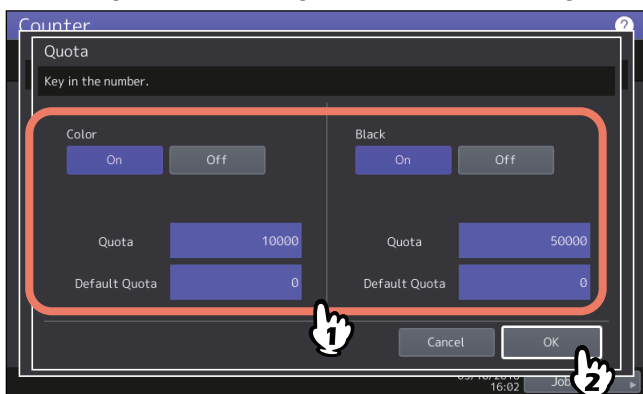 Counter
?
Quota
Key in the number.
Color
On Off
Quota 10000
Default Quota 0
Black
On Off
Quota 50000
Default Quota 0
1
Cancel OK
2
16:02